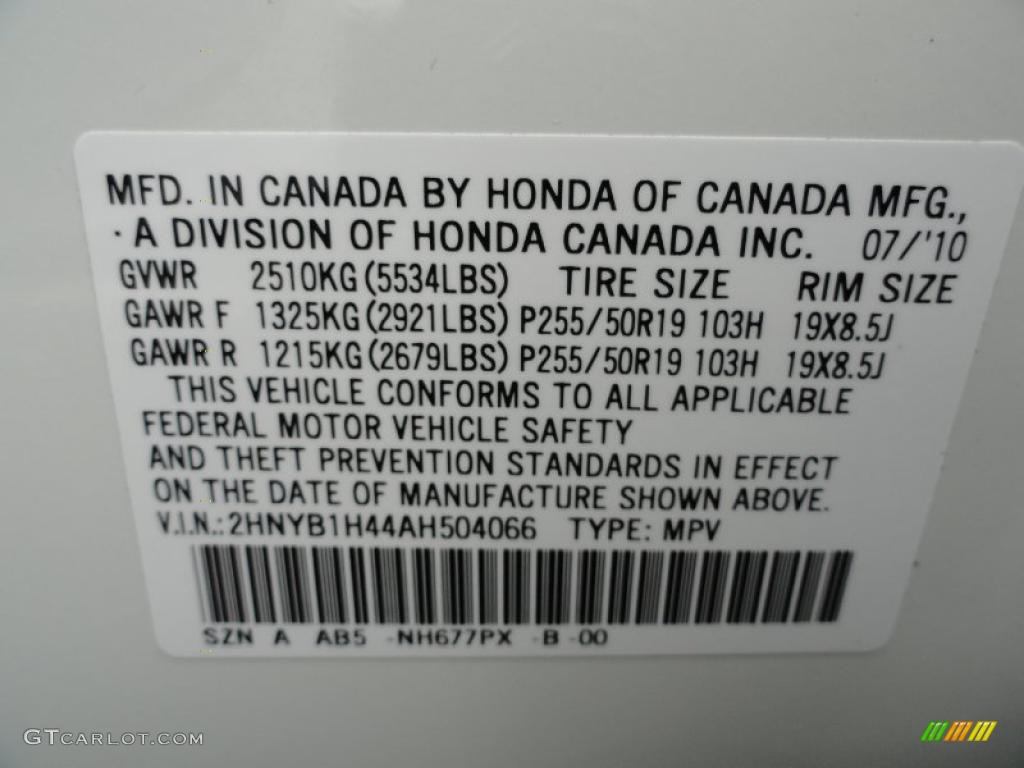 MFD. IN CANADA BY HONDA OF CANADA MFG.,
· A DIVISION OF HONDA CANADA INC. 07/'10
GVWR 2510KG (5534LBS) TIRE SIZE RIM SIZE
GAWR F 1325KG (2921LBS) P255/50R19 103H 19X8.5J
GAWR R 1215KG (2679LBS) P255/50R19 103H 19X8.5J
THIS VEHICLE CONFORMS TO ALL APPLICABLE
FEDERAL MOTOR VEHICLE SAFETY
AND THEFT PREVENTION STANDARDS IN EFFECT
ON THE DATE OF MANUFACTURE SHOWN ABOVE.
V.I.N.: 2HNYB1H44AH504066 TYPE: MPV
SZN A AB5 -NH677PX -B -00
GTCARLOT.COM